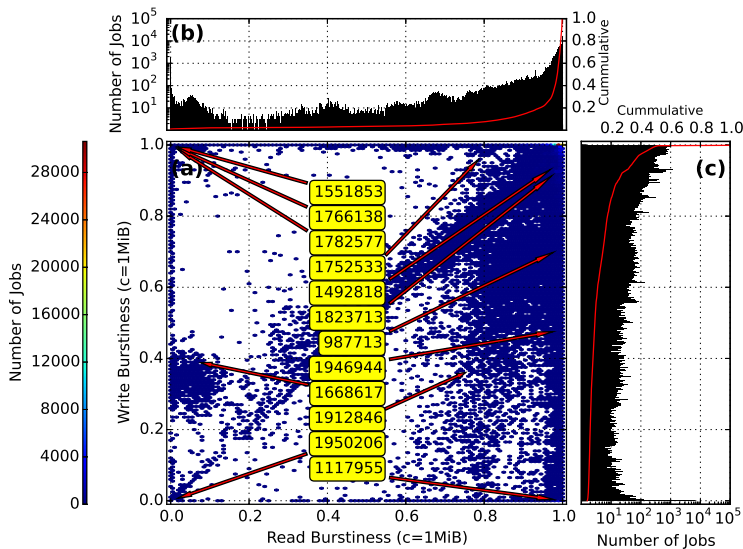 10^5
10^4
10^3
10^2
10^1
Number of Jobs
(b)
1.0
0.8
0.6
0.4
0.2
Cummulative
Cummulative
0.2 0.4 0.6 0.8 1.0
28000
24000
20000
16000
12000
8000
4000
0
Number of Jobs
1.0
0.8
0.6
0.4
0.2
0.0
Write Burstiness (c=1MiB)
(a)
1551853
1766138
1782577
1752533
1492818
1823713
987713
1946944
1668617
1912846
1950206
1117955
0.0 0.2 0.4 0.6 0.8 1.0
Read Burstiness (c=1MiB)
(c)
10^1 10^2 10^3 10^4 10^5
Number of Jobs